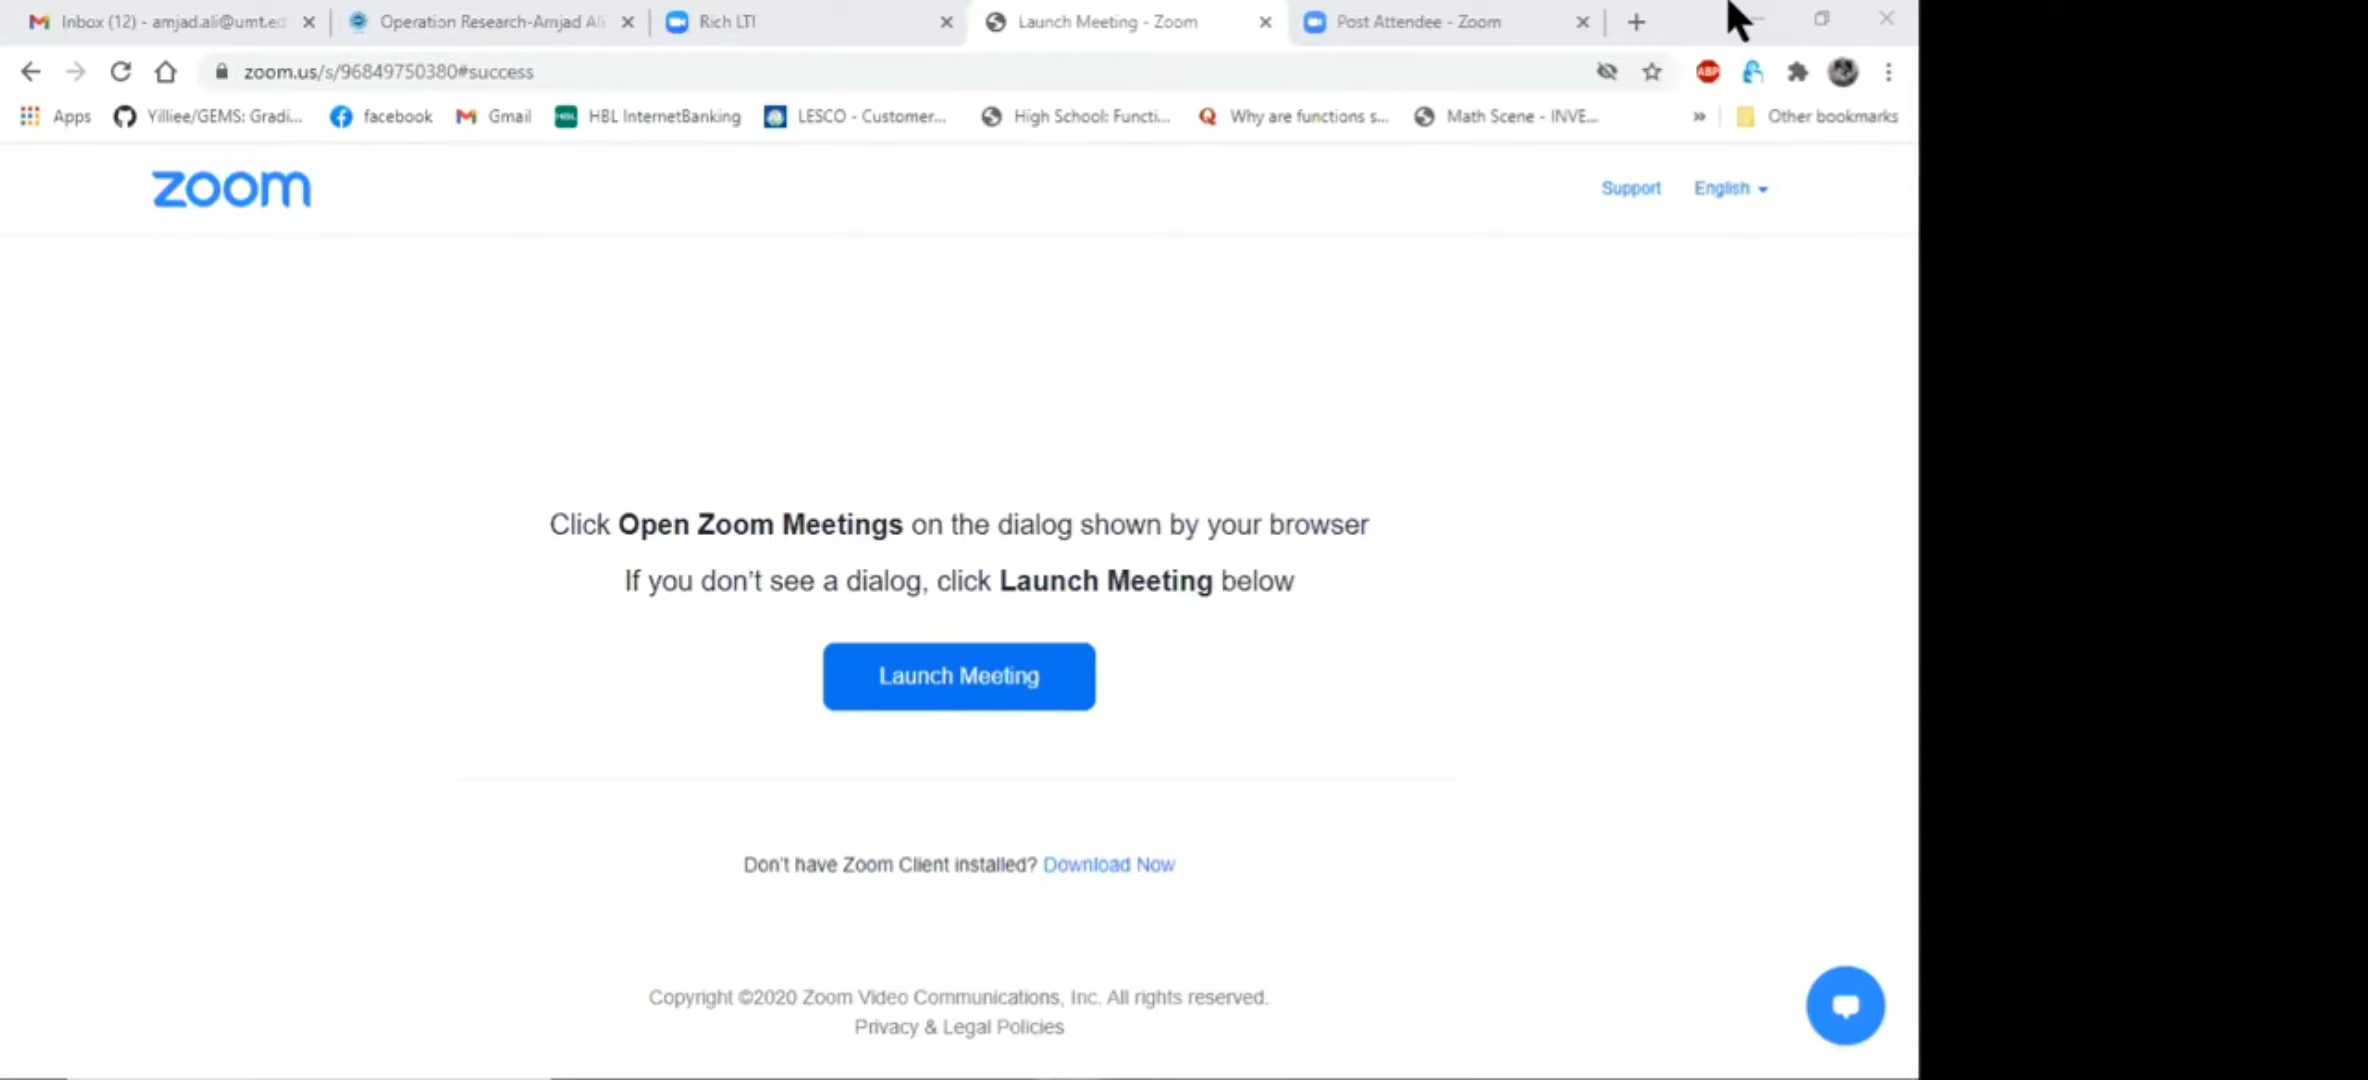 Inbox (12) - amjad.ali@umt.ed
Operation Research-Amjad Ali
Rich LTI
Launch Meeting - Zoom
Post Attendee - Zoom
zoom.us/s/96849750380#success
ABP
Apps
Yilliee/GEMS: Gradi...
facebook
Gmail
HBL
HBL InternetBanking
LESCO - Customer...
High School: Functi...
Why are functions s...
Math Scene - INVE...
»
Other bookmarks
zoom
Support
English
Click Open Zoom Meetings on the dialog shown by your browser
If you don't see a dialog, click Launch Meeting below
Launch Meeting
Don't have Zoom Client installed? Download Now
Copyright ©2020 Zoom Video Communications, Inc. All rights reserved.
Privacy & Legal Policies